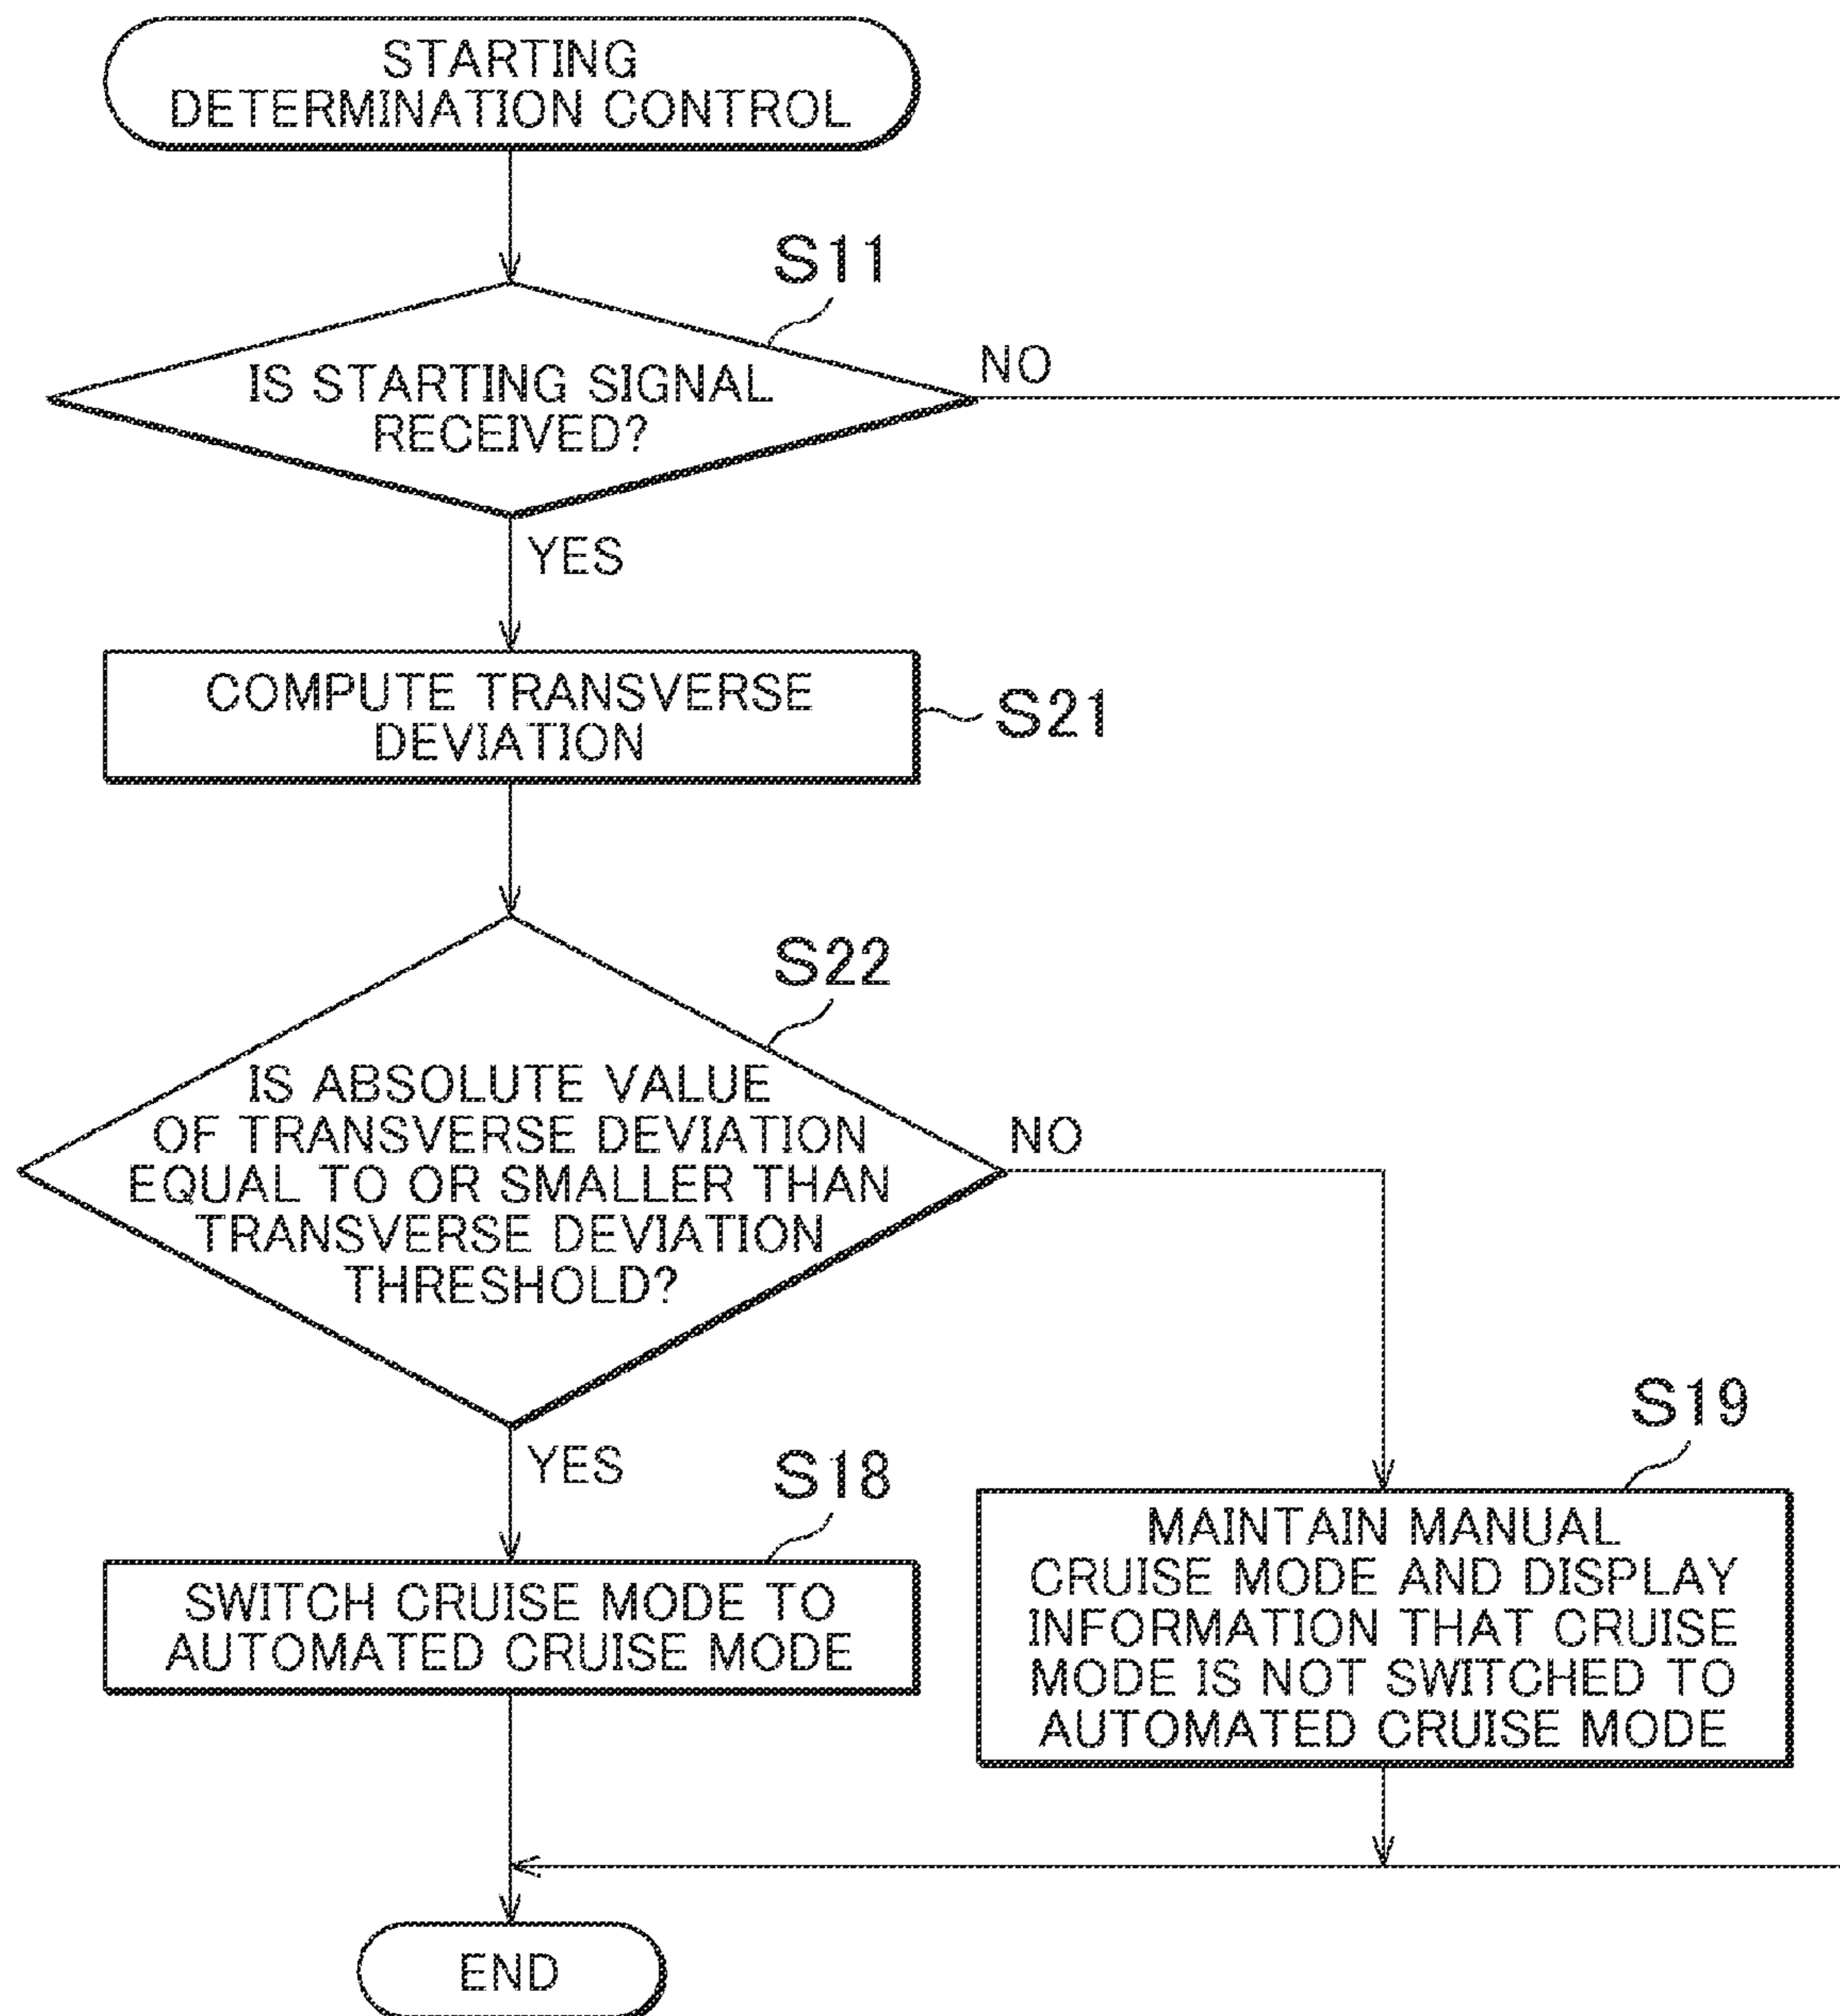 STARTING
DETERMINATION CONTROL
S11
IS STARTING SIGNAL
RECEIVED?
NO
YES
COMPUTE TRANSVERSE
DEVIATION
S21
S22
IS ABSOLUTE VALUE
OF TRANSVERSE DEVIATION
EQUAL TO OR SMALLER THAN
TRANSVERSE DEVIATION
THRESHOLD?
NO
YES
S18
SWITCH CRUISE MODE TO
AUTOMATED CRUISE MODE
S19
MAINTAIN MANUAL
CRUISE MODE AND DISPLAY
INFORMATION THAT CRUISE
MODE IS NOT SWITCHED TO
AUTOMATED CRUISE MODE
END